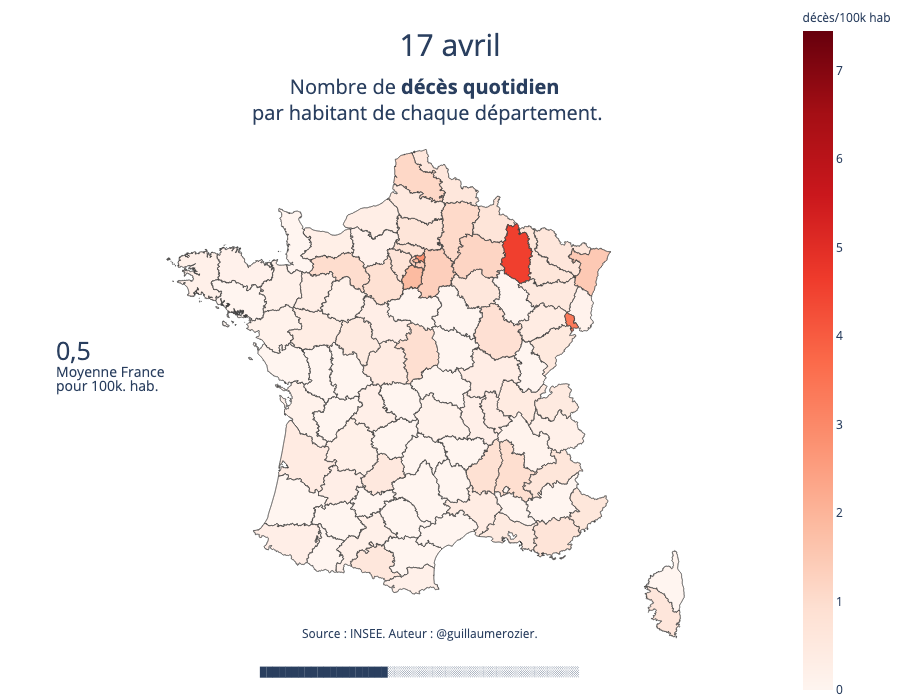 décès/100k hab
17 avril
Nombre de décès quotidien
par habitant de chaque département.
7
6
5
4
3
2
1
0
0,5
Moyenne France
pour 100k. hab.
Source : INSEE. Auteur : @guillaumerozier.